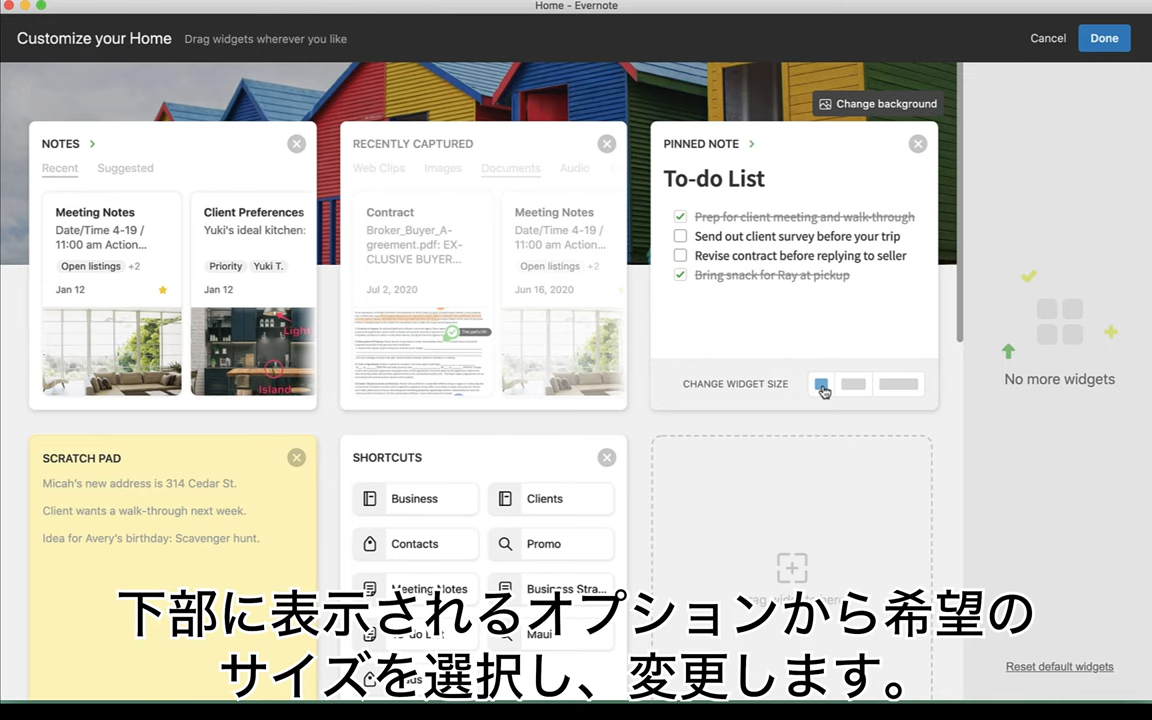 Home - Evernote
Customize your Home Drag widgets wherever you like
Cancel Done
Change background
NOTES
Recent Suggested
Meeting Notes
Date/Time 4-19 /
11:00 am Action...
Open listings +2
Jan 12
Client Preferences
Yuki's ideal kitchen:
Priority Yuki T.
Jan 12
Light
Island
RECENTLY CAPTURED
Web Clips Images Documents Audio
Contract
Broker_Buyer_A-
greement.pdf: EX-
CLUSIVE BUYER...
Jul 2, 2020
Meeting Notes
Date/Time 4-19 /
11:00 am Action...
Open listings +2
Jun 16, 2020
PINNED NOTE
To-do List
Prep for client meeting and walk-through
Send out client survey before your trip
Revise contract before replying to seller
Bring snack for Ray at pickup
CHANGE WIDGET SIZE
No more widgets
SCRATCH PAD
Micah's new address is 314 Cedar St.
Client wants a walk-through next week.
Idea for Avery's birthday: Scavenger hunt.
SHORTCUTS
Business Clients
Contacts Promo
Meeting Notes Business Stra...
To-do List Maui
Reset default widgets
下部に表示されるオプションから希望の
サイズを選択し、変更します。